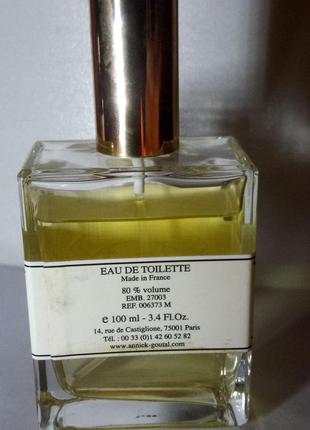 EAU DE TOILETTE
Made in France
80 % volume
EMB. 27003
REF. 006373 M
℮ 100 ml - 3.4 Fl.Oz.
14, rue de Castiglione, 75001 Paris
Tél. : 00 33 (0)1 42 60 52 82
www.annick-goutal.com